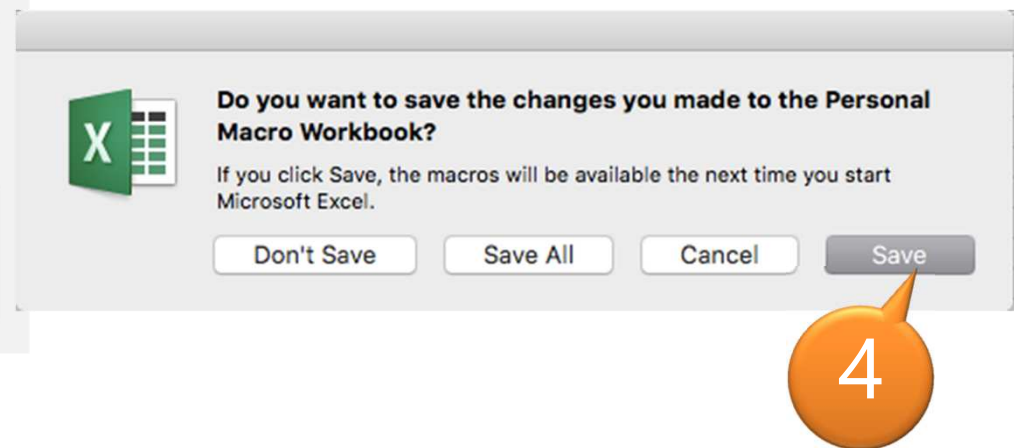 X
Do you want to save the changes you made to the Personal
Macro Workbook?
If you click Save, the macros will be available the next time you start
Microsoft Excel.
Don't Save Save All Cancel Save
4